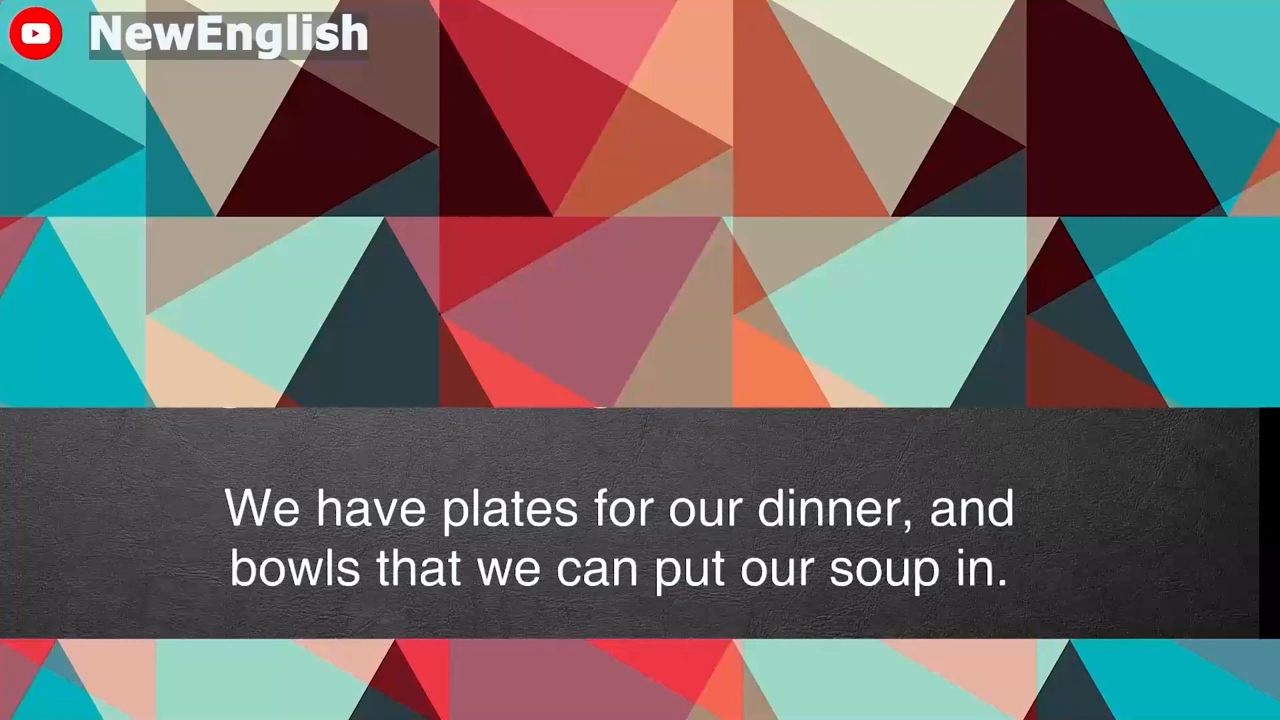 NewEnglish
We have plates for our dinner, and
bowls that we can put our soup in.